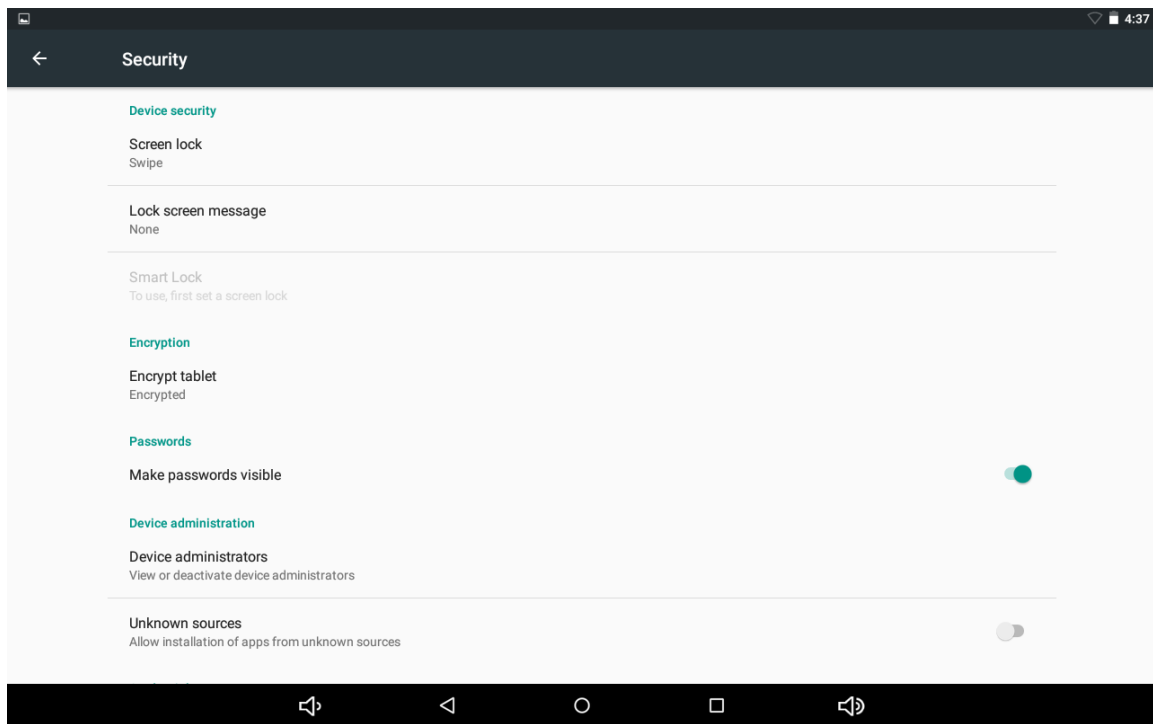 4:37
Security
Device security
Screen lock
Swipe
Lock screen message
None
Smart Lock
To use, first set a screen lock
Encryption
Encrypt tablet
Encrypted
Passwords
Make passwords visible
Device administration
Device administrators
View or deactivate device administrators
Unknown sources
Allow installation of apps from unknown sources